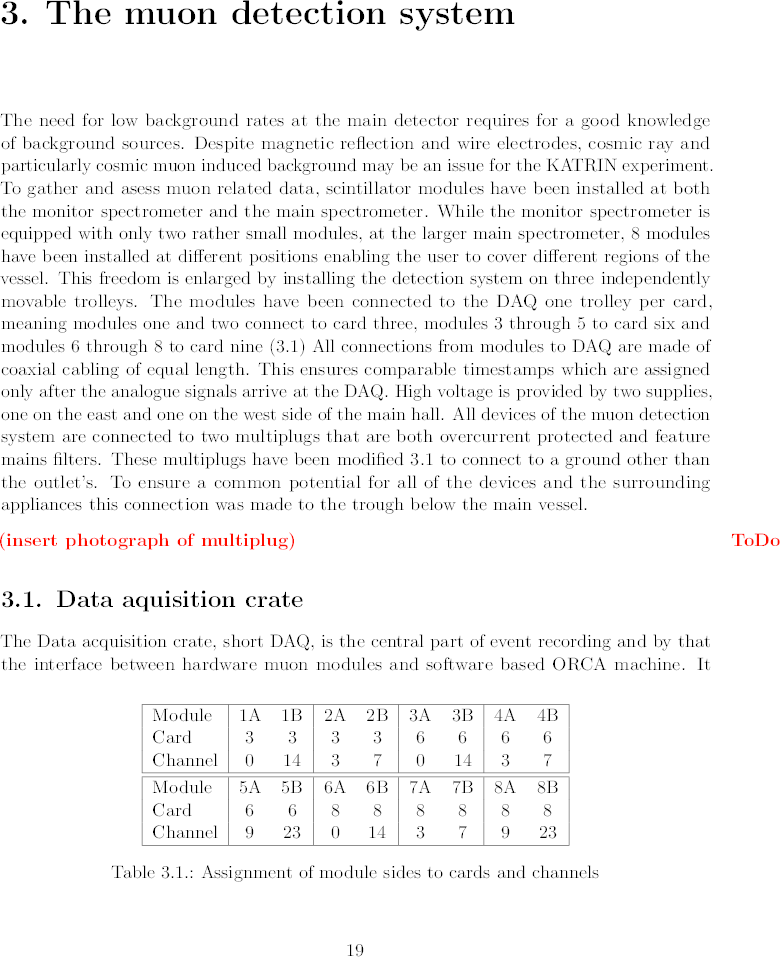 3. The muon detection system
The need for low background rates at the main detector requires for a good knowledge
of background sources. Despite magnetic reflection and wire electrodes, cosmic ray and
particularly cosmic muon induced background may be an issue for the KATRIN experiment.
To gather and asess muon related data, scintillator modules have been installed at both
the monitor spectrometer and the main spectrometer. While the monitor spectrometer is
equipped with only two rather small modules, at the larger main spectrometer, 8 modules
have been installed at different positions enabling the user to cover different regions of the
vessel. This freedom is enlarged by installing the detection system on three independently
movable trolleys. The modules have been connected to the DAQ one trolley per card,
meaning modules one and two connect to card three, modules 3 through 5 to card six and
modules 6 through 8 to card nine (3.1) All connections from modules to DAQ are made of
coaxial cabling of equal length. This ensures comparable timestamps which are assigned
only after the analogue signals arrive at the DAQ. High voltage is provided by two supplies,
one on the east and one on the west side of the main hall. All devices of the muon detection
system are connected to two multiplugs that are both overcurrent protected and feature
mains filters. These multiplugs have been modified 3.1 to connect to a ground other than
the outlet's. To ensure a common potential for all of the devices and the surrounding
appliances this connection was made to the trough below the main vessel.
(insert photograph of multiplug) ToDo
3.1. Data aquisition crate
The Data acquisition crate, short DAQ, is the central part of event recording and by that
the interface between hardware muon modules and software based ORCA machine. It
Module 1A 1B 2A 2B 3A 3B 4A 4B
Card 3 3 3 3 6 6 6 6
Channel 0 14 3 7 0 14 3 7
Module 5A 5B 6A 6B 7A 7B 8A 8B
Card 6 6 8 8 8 8 8 8
Channel 9 23 0 14 3 7 9 23
Table 3.1.: Assignment of module sides to cards and channels
19